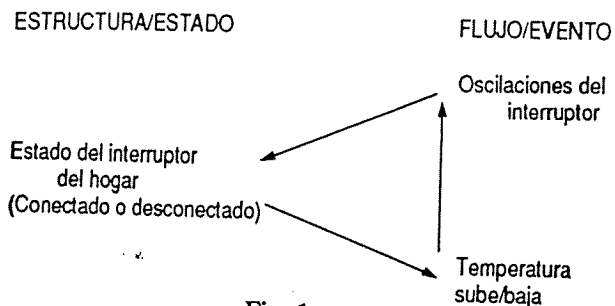 ESTRUCTURA/ESTADO
FLUJO/EVENTO
Oscilaciones del
interruptor
Estado del interruptor
del hogar
(Conectado o desconectado)
Temperatura
sube/baja